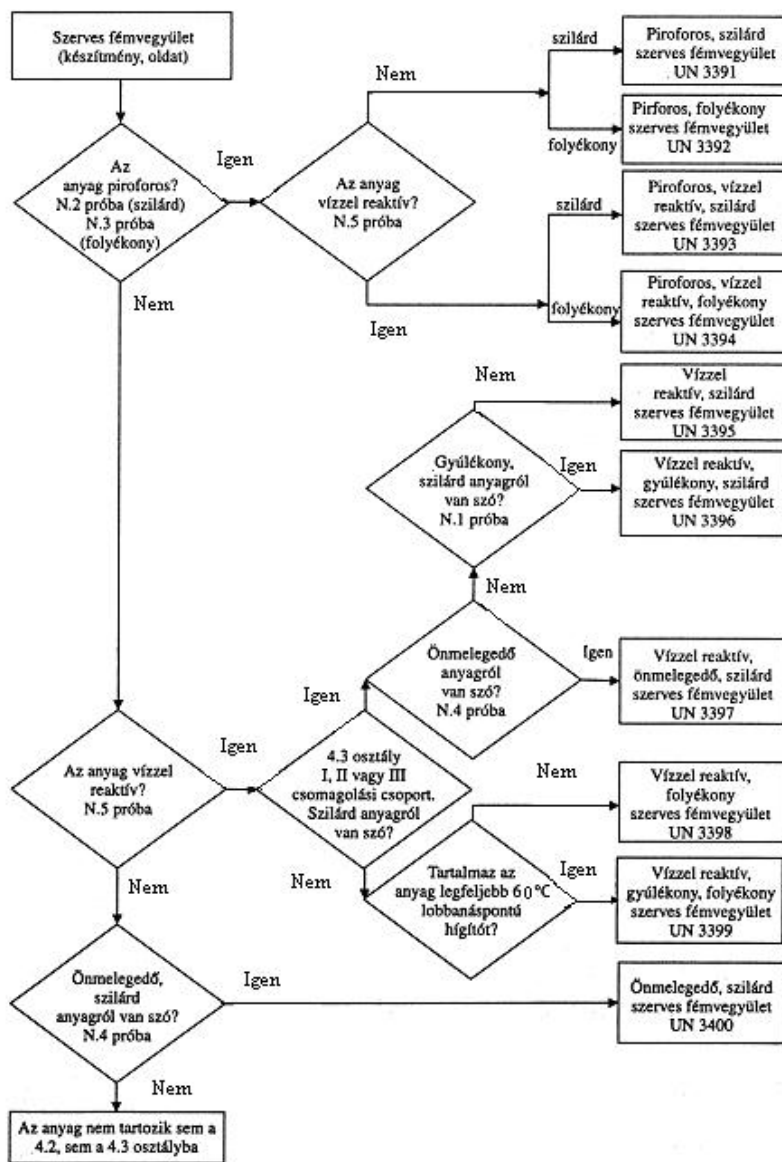 Szerves fémvegyület
(készítmény, oldat)
Az
anyag piroforos?
N.2 próba (szilárd)
N.3 próba
(folyékony)
Igen
Nem
Az anyag
vízzel reaktív?
N.5 próba
Nem
Igen
szilárd
folyékony
Piroforos, szilárd
szerves fémvegyület
UN 3391
Pirforos, folyékony
szerves fémvegyület
UN 3392
szilárd
folyékony
Piroforos, vízzel
reaktív, szilárd
szerves fémvegyület
UN 3393
Piroforos, vízzel
reaktív, folyékony
szerves fémvegyület
UN 3394
Nem
Vízzel
reaktív, szilárd
szerves fémvegyület
UN 3395
Gyúlékony,
szilárd anyagról
van szó?
N.1 próba
Igen
Vízzel reaktív,
gyúlékony, szilárd
szerves fémvegyület
UN 3396
Nem
Önmelegedő
anyagról
van szó?
N.4 próba
Igen
Vízzel reaktív,
önmelegedő, szilárd
szerves fémvegyület
UN 3397
Igen
Az anyag vízzel
reaktív?
N.5 próba
Igen
4.3 osztály
I, II vagy III
csomagolási csoport.
Szilárd anyagról
van szó?
Nem
Nem
Vízzel reaktív,
folyékony
szerves fémvegyület
UN 3398
Tartalmaz az
anyag legfeljebb 60°C
lobbanáspontú
hígítót?
Igen
Vízzel reaktív,
gyúlékony, folyékony
szerves fémvegyület
UN 3399
Nem
Önmelegedő,
szilárd
anyagról van szó?
N.4 próba
Igen
Önmelegedő, szilárd
szerves fémvegyület
UN 3400
Nem
Az anyag nem tartozik sem a
4.2, sem a 4.3 osztályba